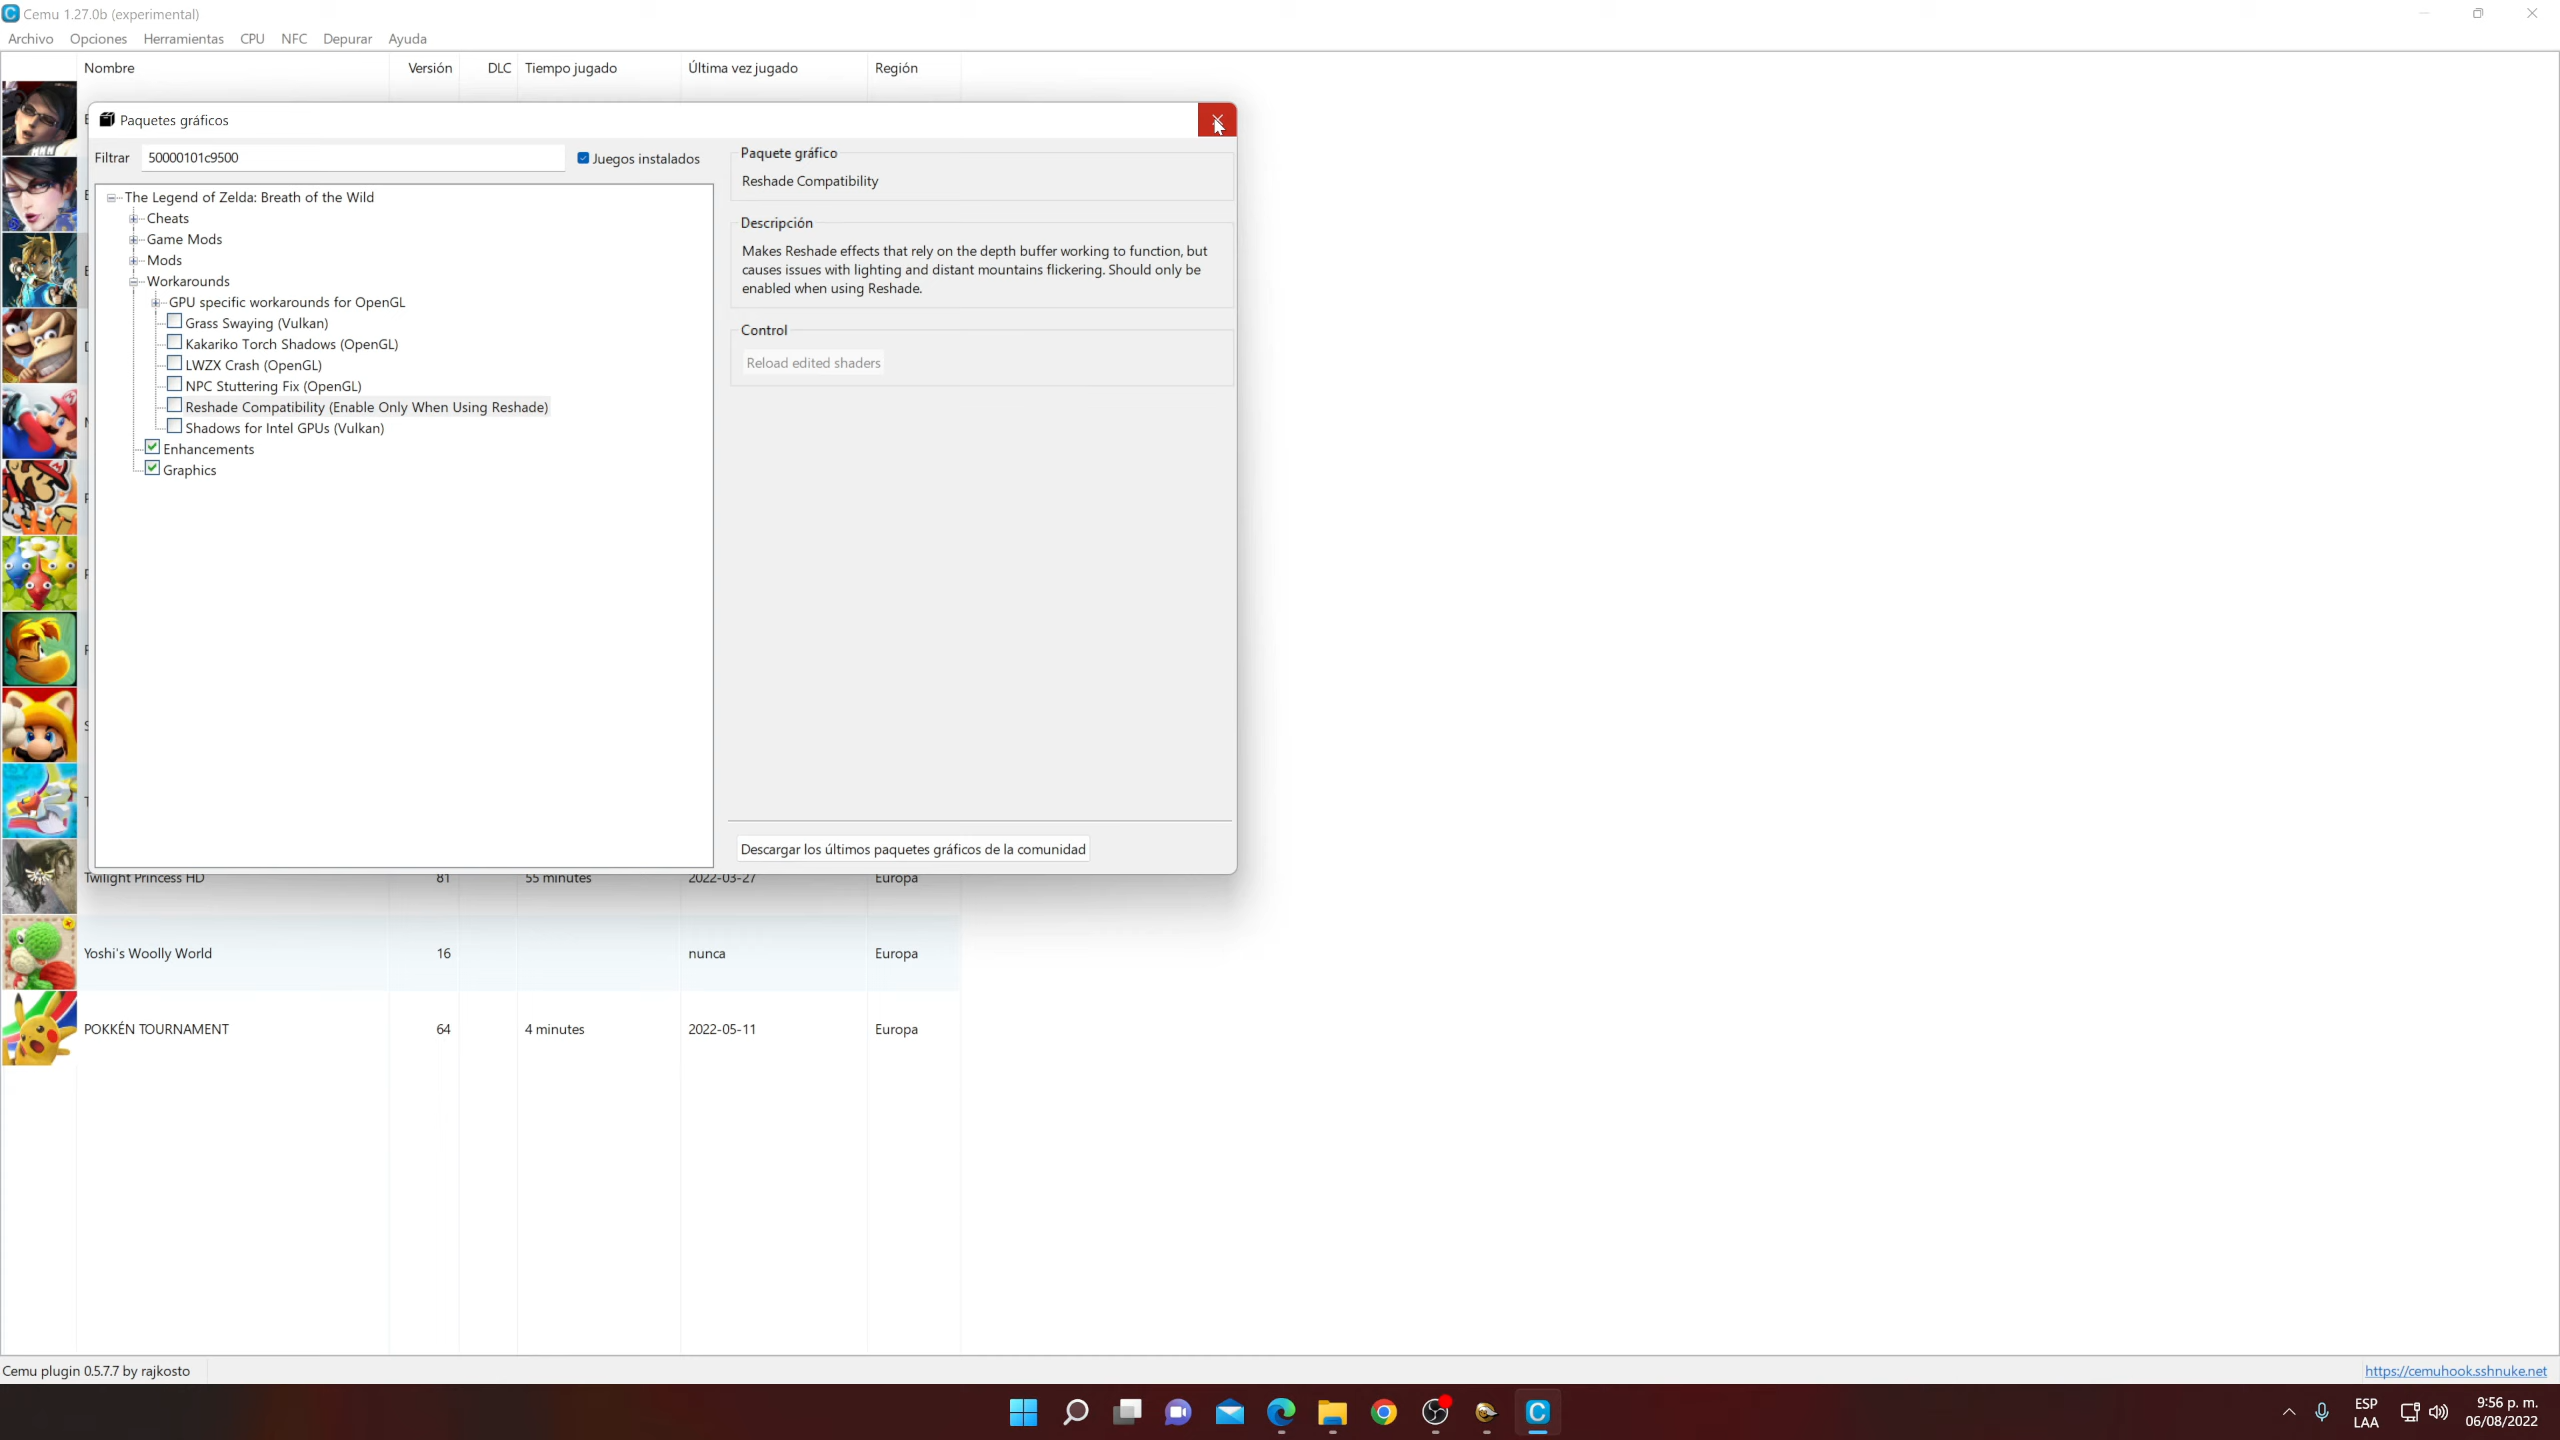 Cemu 1.27.0b (experimental)
Archivo Opciones Herramientas CPU NFC Depurar Ayuda
Nombre Versión DLC Tiempo jugado Última vez jugado Región
Paquetes gráficos
Filtrar 50000101c9500 Juegos instalados
The Legend of Zelda: Breath of the Wild
Cheats
Game Mods
Mods
Workarounds
GPU specific workarounds for OpenGL
Grass Swaying (Vulkan)
Kakariko Torch Shadows (OpenGL)
LWZX Crash (OpenGL)
NPC Stuttering Fix (OpenGL)
Reshade Compatibility (Enable Only When Using Reshade)
Shadows for Intel GPUs (Vulkan)
Enhancements
Graphics
Paquete gráfico
Reshade Compatibility
Descripción
Makes Reshade effects that rely on the depth buffer working to function, but
causes issues with lighting and distant mountains flickering. Should only be
enabled when using Reshade.
Control
Reload edited shaders
Descargar los últimos paquetes gráficos de la comunidad
Twilight Princess HD 81 55 minutes 2022-03-27 Europa
Yoshi's Woolly World 16 nunca Europa
POKKÉN TOURNAMENT 64 4 minutes 2022-05-11 Europa
Cemu plugin 0.5.7.7 by rajkosto https://cemuhook.sshnuke.net
ESP
LAA
9:56 p. m.
06/08/2022